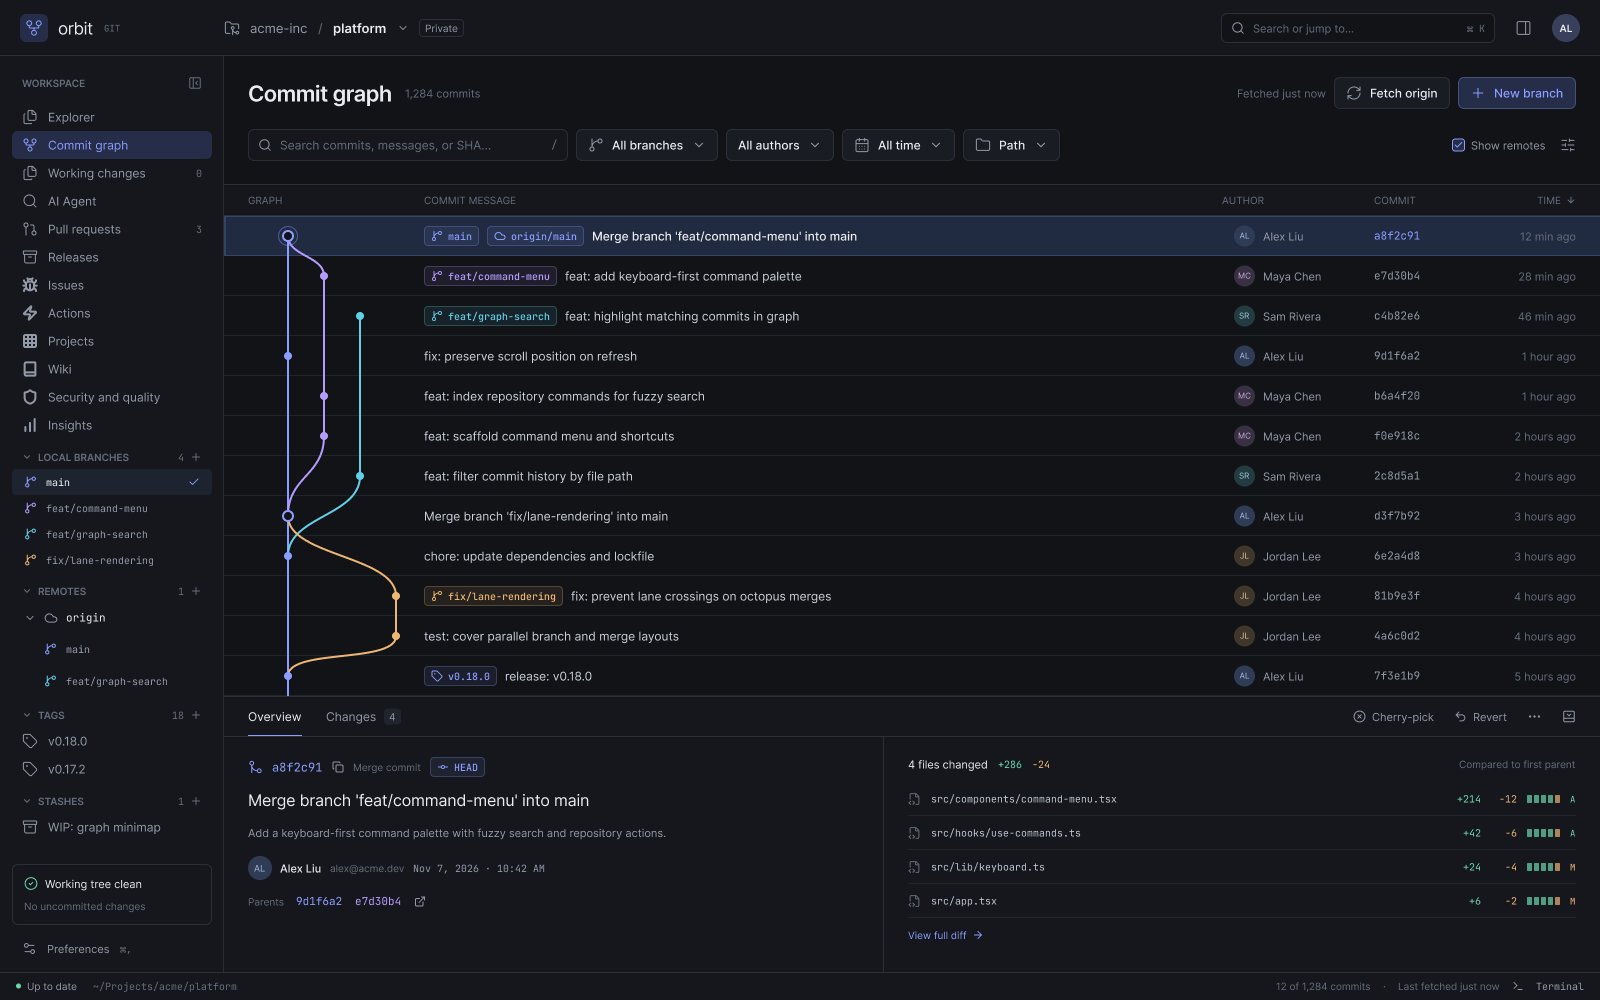 orbit GIT
acme-inc / platform Private
Search or jump to... ⌘ K
AL
WORKSPACE
Explorer
Commit graph
Working changes 0
AI Agent
Pull requests 3
Releases
Issues
Actions
Projects
Wiki
Security and quality
Insights
LOCAL BRANCHES 4 +
main
feat/command-menu
feat/graph-search
fix/lane-rendering
REMOTES 1 +
origin
main
feat/graph-search
TAGS 18 +
v0.18.0
v0.17.2
STASHES 1 +
WIP: graph minimap
Working tree clean
No uncommitted changes
Preferences ⌘,
Commit graph 1,284 commits
Fetched just now Fetch origin + New branch
Search commits, messages, or SHA... /
All branches All authors All time Path
Show remotes
GRAPH COMMIT MESSAGE AUTHOR COMMIT TIME ↓
main origin/main Merge branch 'feat/command-menu' into main AL Alex Liu a8f2c91 12 min ago
feat/command-menu feat: add keyboard-first command palette MC Maya Chen e7d30b4 28 min ago
feat/graph-search feat: highlight matching commits in graph SR Sam Rivera c4b82e6 46 min ago
fix: preserve scroll position on refresh AL Alex Liu 9d1f6a2 1 hour ago
feat: index repository commands for fuzzy search MC Maya Chen b6a4f20 1 hour ago
feat: scaffold command menu and shortcuts MC Maya Chen f0e918c 2 hours ago
feat: filter commit history by file path SR Sam Rivera 2c8d5a1 2 hours ago
Merge branch 'fix/lane-rendering' into main AL Alex Liu d3f7b92 3 hours ago
chore: update dependencies and lockfile JL Jordan Lee 6e2a4d8 3 hours ago
fix/lane-rendering fix: prevent lane crossings on octopus merges JL Jordan Lee 81b9e3f 4 hours ago
test: cover parallel branch and merge layouts JL Jordan Lee 4a6c0d2 4 hours ago
v0.18.0 release: v0.18.0 AL Alex Liu 7f3e1b9 5 hours ago
Overview Changes 4
Cherry-pick Revert ...
a8f2c91 Merge commit HEAD
Merge branch 'feat/command-menu' into main
Add a keyboard-first command palette with fuzzy search and repository actions.
AL Alex Liu alex@acme.dev Nov 7, 2026 · 10:42 AM
Parents 9d1f6a2 e7d30b4
4 files changed +286 -24 Compared to first parent
src/components/command-menu.tsx +214 -12 A
src/hooks/use-commands.ts +42 -6 A
src/lib/keyboard.ts +24 -4 M
src/app.tsx +6 -2 M
View full diff →
Up to date ~/Projects/acme/platform
12 of 1,284 commits · Last fetched just now Terminal